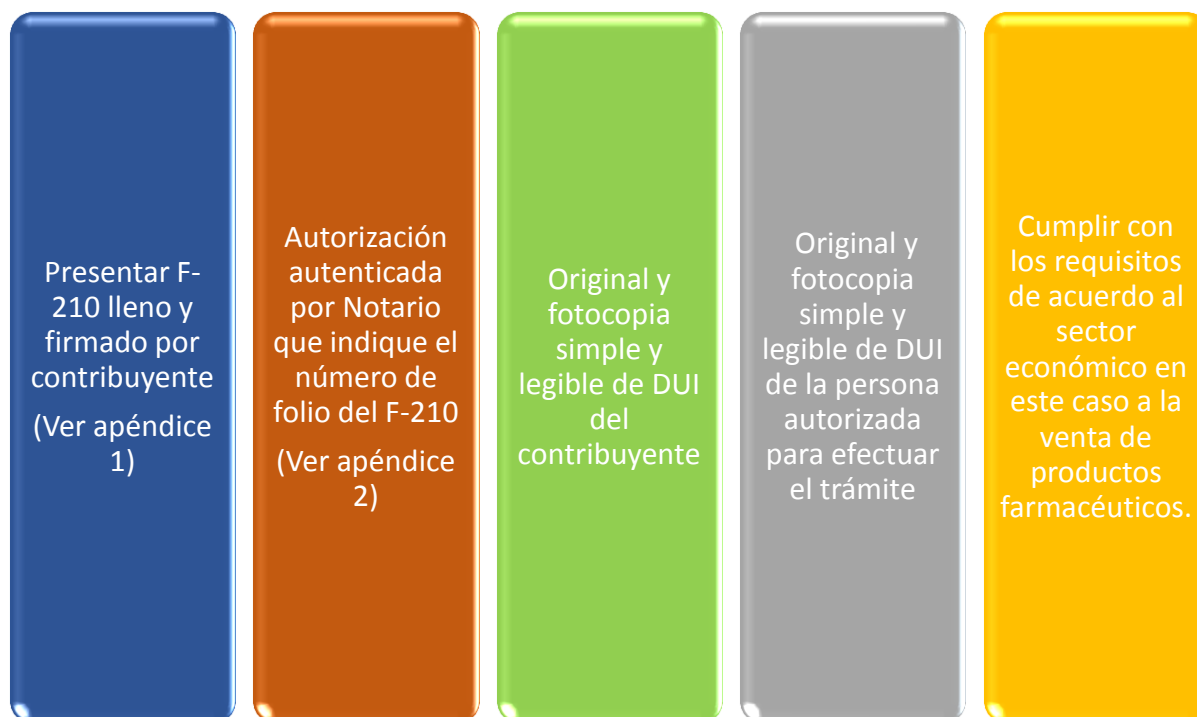 Presentar F-
210 lleno y
firmado por
contribuyente
(Ver apéndice
1)
Autorización
autenticada
por Notario
que indique el
número de
folio del F-210
(Ver apéndice
2)
Original y
fotocopia
simple y
legible de DUI
del
contribuyente
Original y
fotocopia
simple y
legible de DUI
de la persona
autorizada
para efectuar
el trámite
Cumplir con
los requisitos
de acuerdo al
sector
económico en
este caso a la
venta de
productos
farmacéuticos.